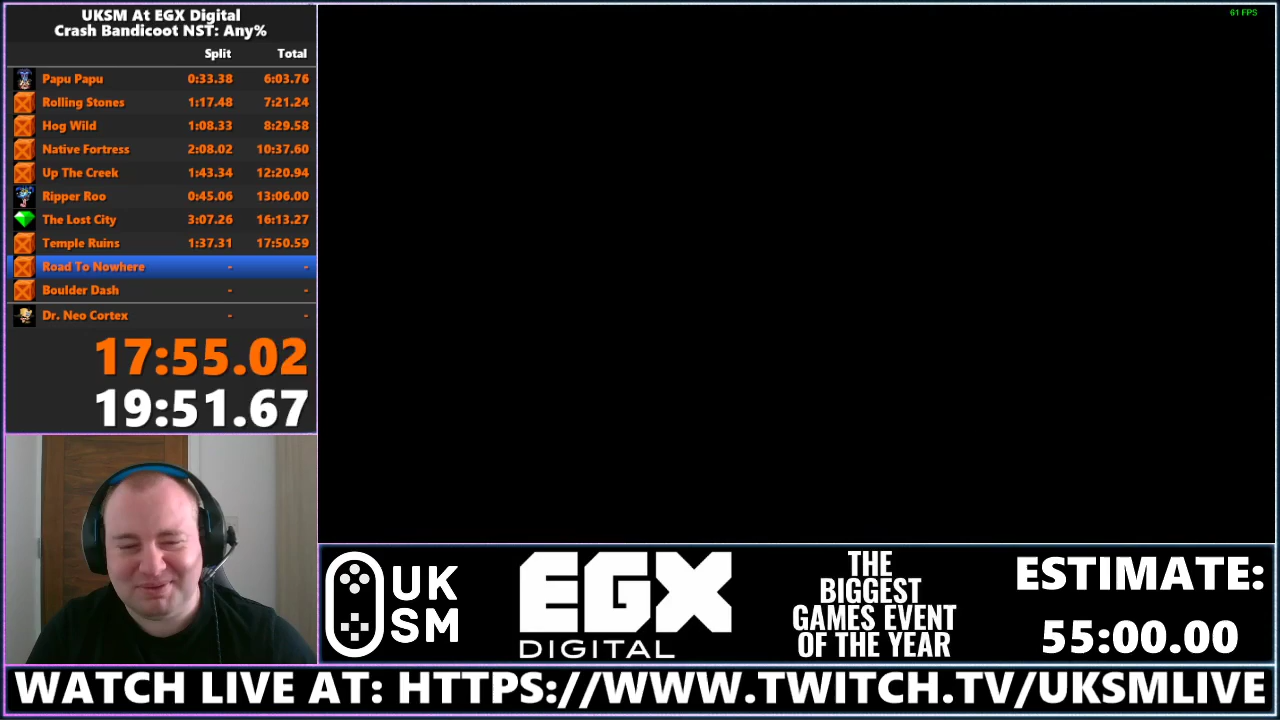 UKSM At EGX Digital
Crash Bandicoot NST: Any%
Split Total
Papu Papu 0:33.38 6:03.76
Rolling Stones 1:17.48 7:21.24
Hog Wild 1:08.33 8:29.58
Native Fortress 2:08.02 10:37.60
Up The Creek 1:43.34 12:20.94
Ripper Roo 0:45.06 13:06.00
The Lost City 3:07.26 16:13.27
Temple Ruins 1:37.31 17:50.59
Road To Nowhere - -
Boulder Dash - -
Dr. Neo Cortex - -
17:55.02
19:51.67
61 FPS
UK
SM
EGX
DIGITAL
THE
BIGGEST
GAMES EVENT
OF THE YEAR
ESTIMATE:
55:00.00
WATCH LIVE AT: HTTPS://WWW.TWITCH.TV/UKSMLIVE